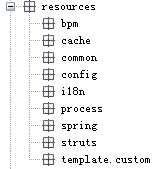 resources
bpm
cache
common
config
i18n
process
spring
struts
template.custom